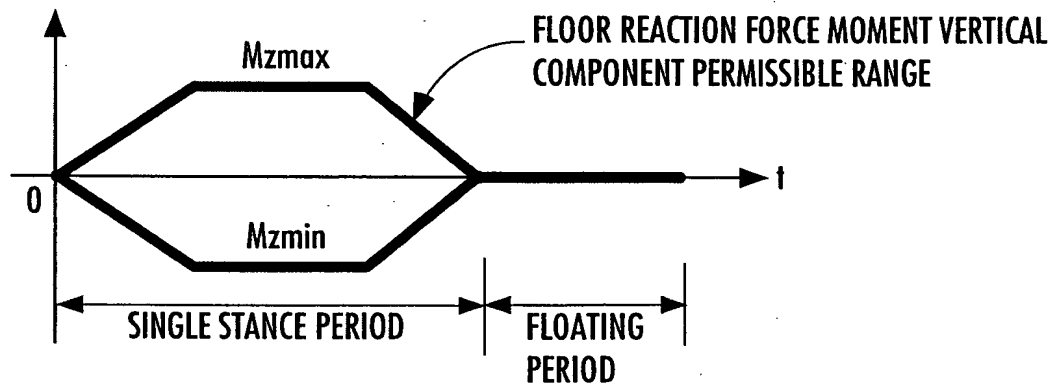 FLOOR REACTION FORCE MOMENT VERTICAL
COMPONENT PERMISSIBLE RANGE
Mzmax
0
t
Mzmin
SINGLE STANCE PERIOD
FLOATING
PERIOD